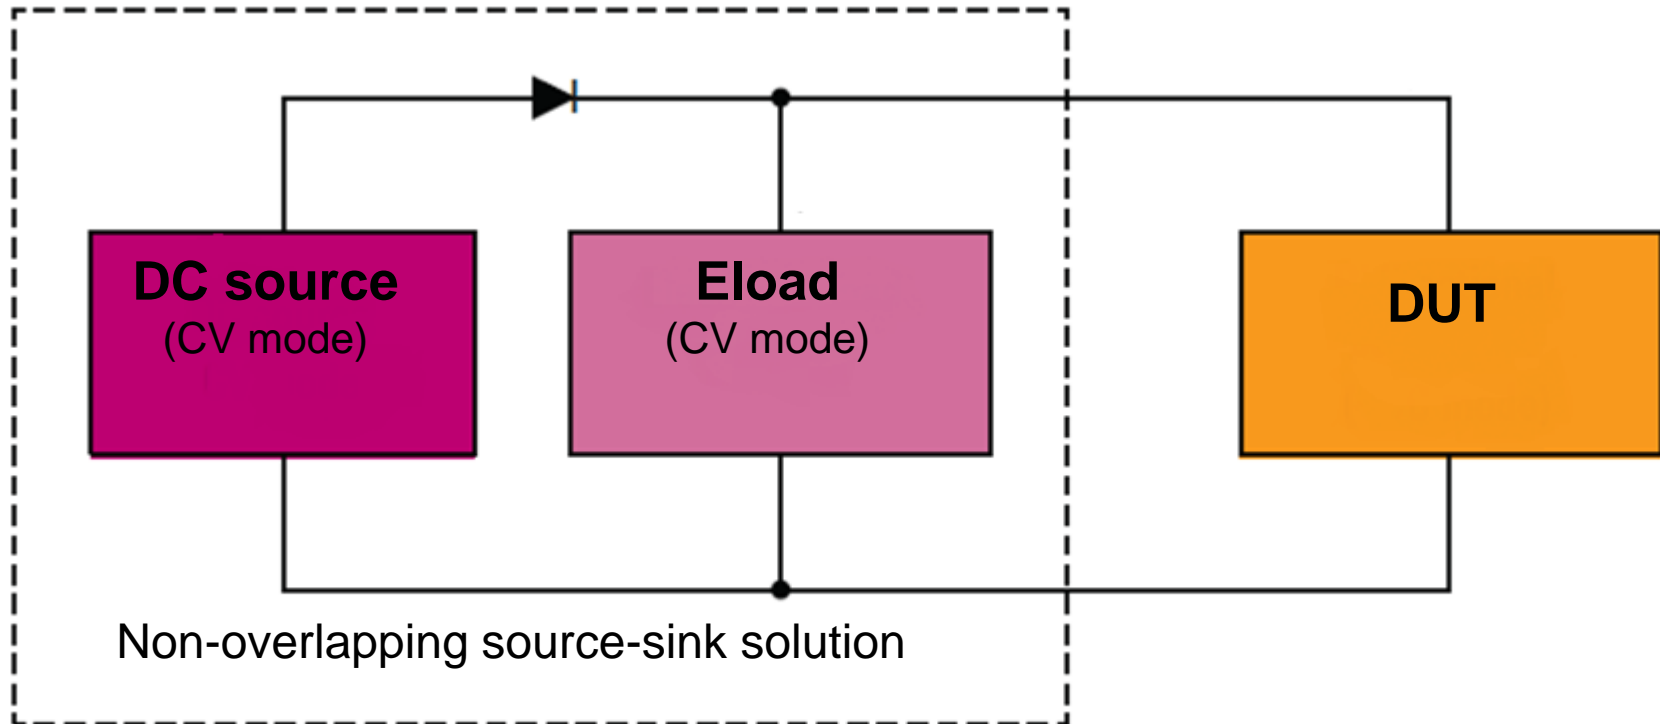 DC source
(CV mode)
Eload
(CV mode)
DUT
Non-overlapping source-sink solution